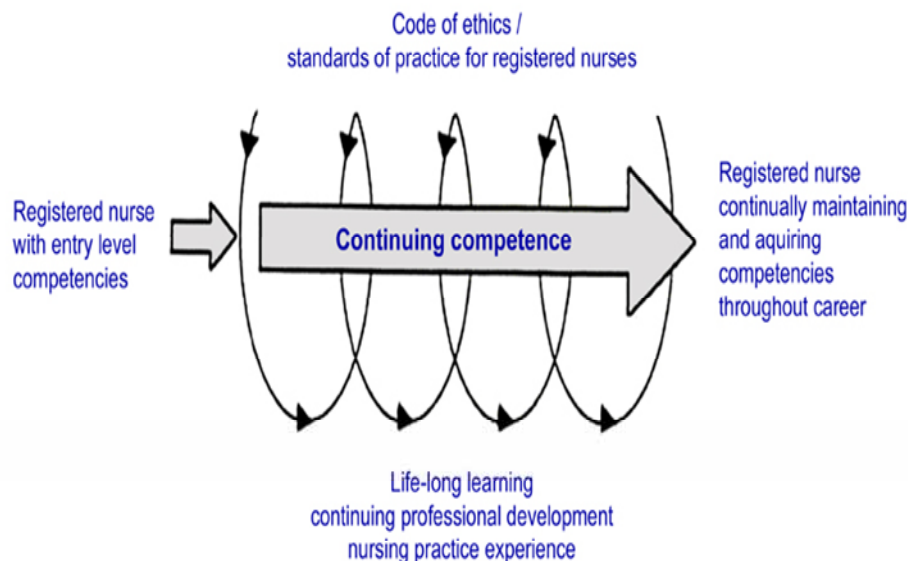 Code of ethics /
standards of practice for registered nurses
Registered nurse
with entry level
competencies
Continuing competence
Registered nurse
continually maintaining
and aquiring
competencies
throughout career
Life-long learning
continuing professional development
nursing practice experience